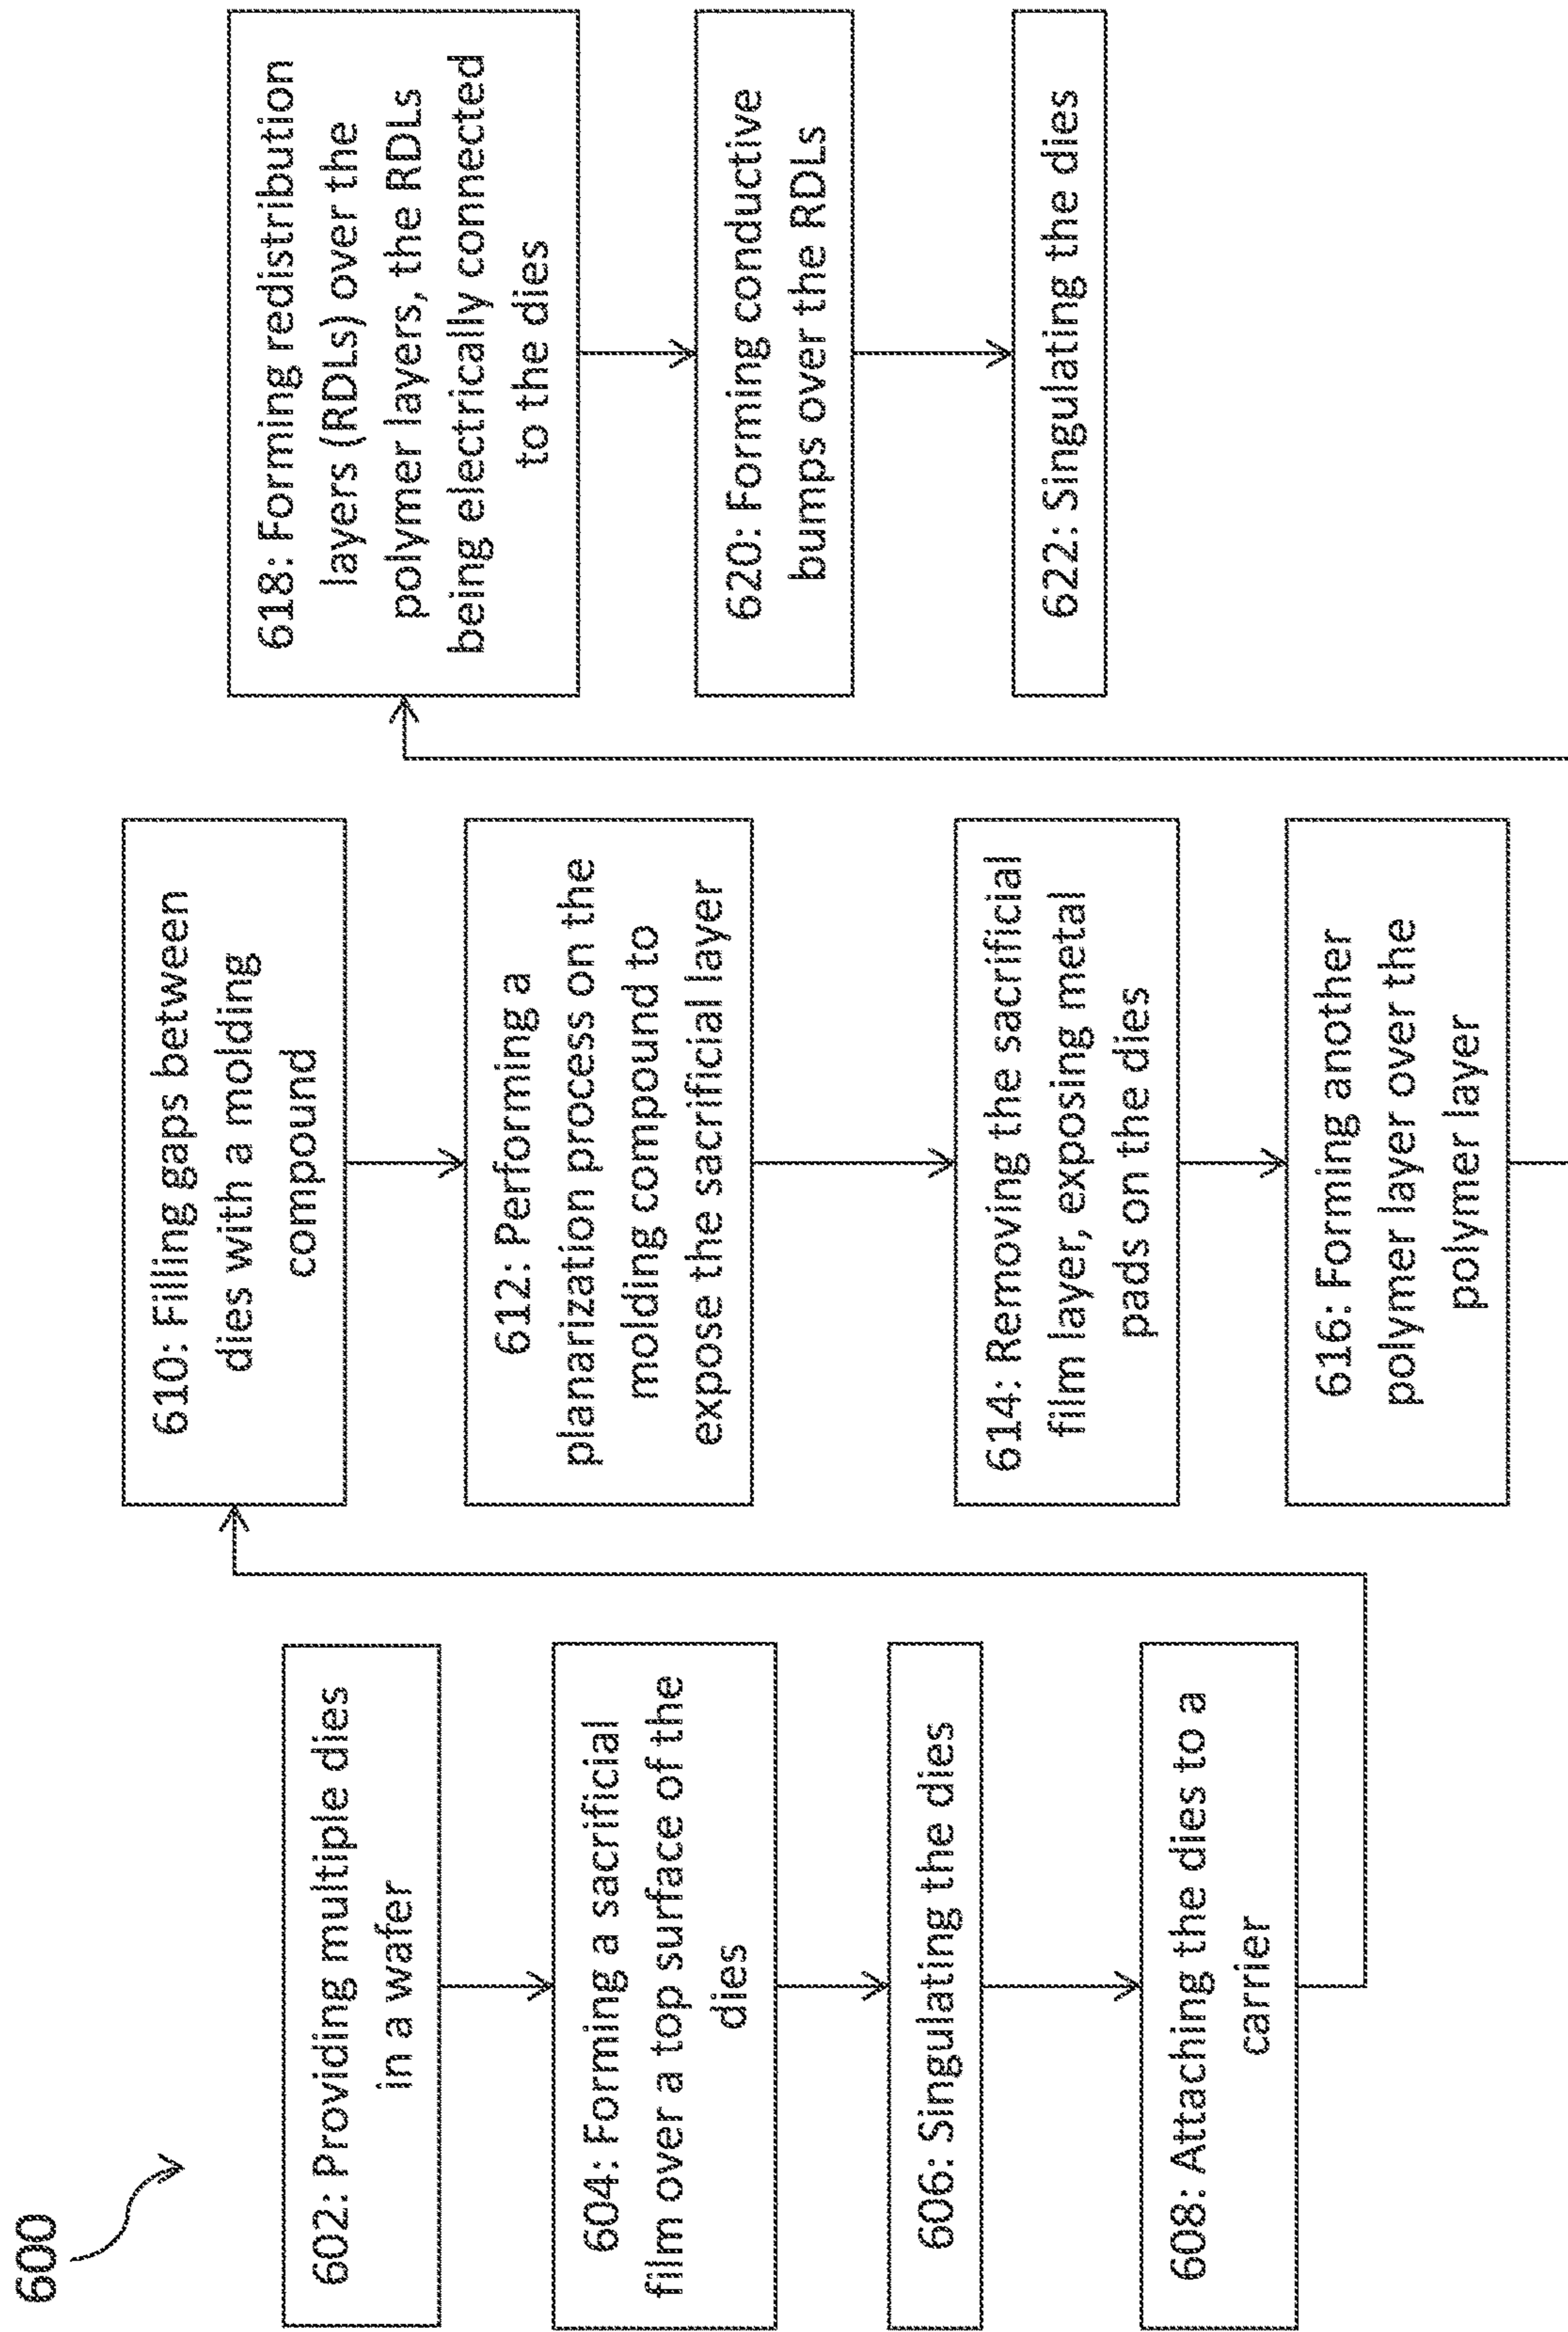 600
602: Providing multiple dies
in a wafer
604: Forming a sacrificial
film over a top surface of the
dies
606: Singulating the dies
608: Attaching the dies to a
carrier
610: Filling gaps between
dies with a molding
compound
612: Performing a
planarization process on the
molding compound to
expose the sacrificial layer
614: Removing the sacrificial
film layer, exposing metal
pads on the dies
616: Forming another
polymer layer over the
polymer layer
618: Forming redistribution
layers (RDLs) over the
polymer layers, the RDLs
being electrically connected
to the dies
620: Forming conductive
bumps over the RDLs
622: Singulating the dies